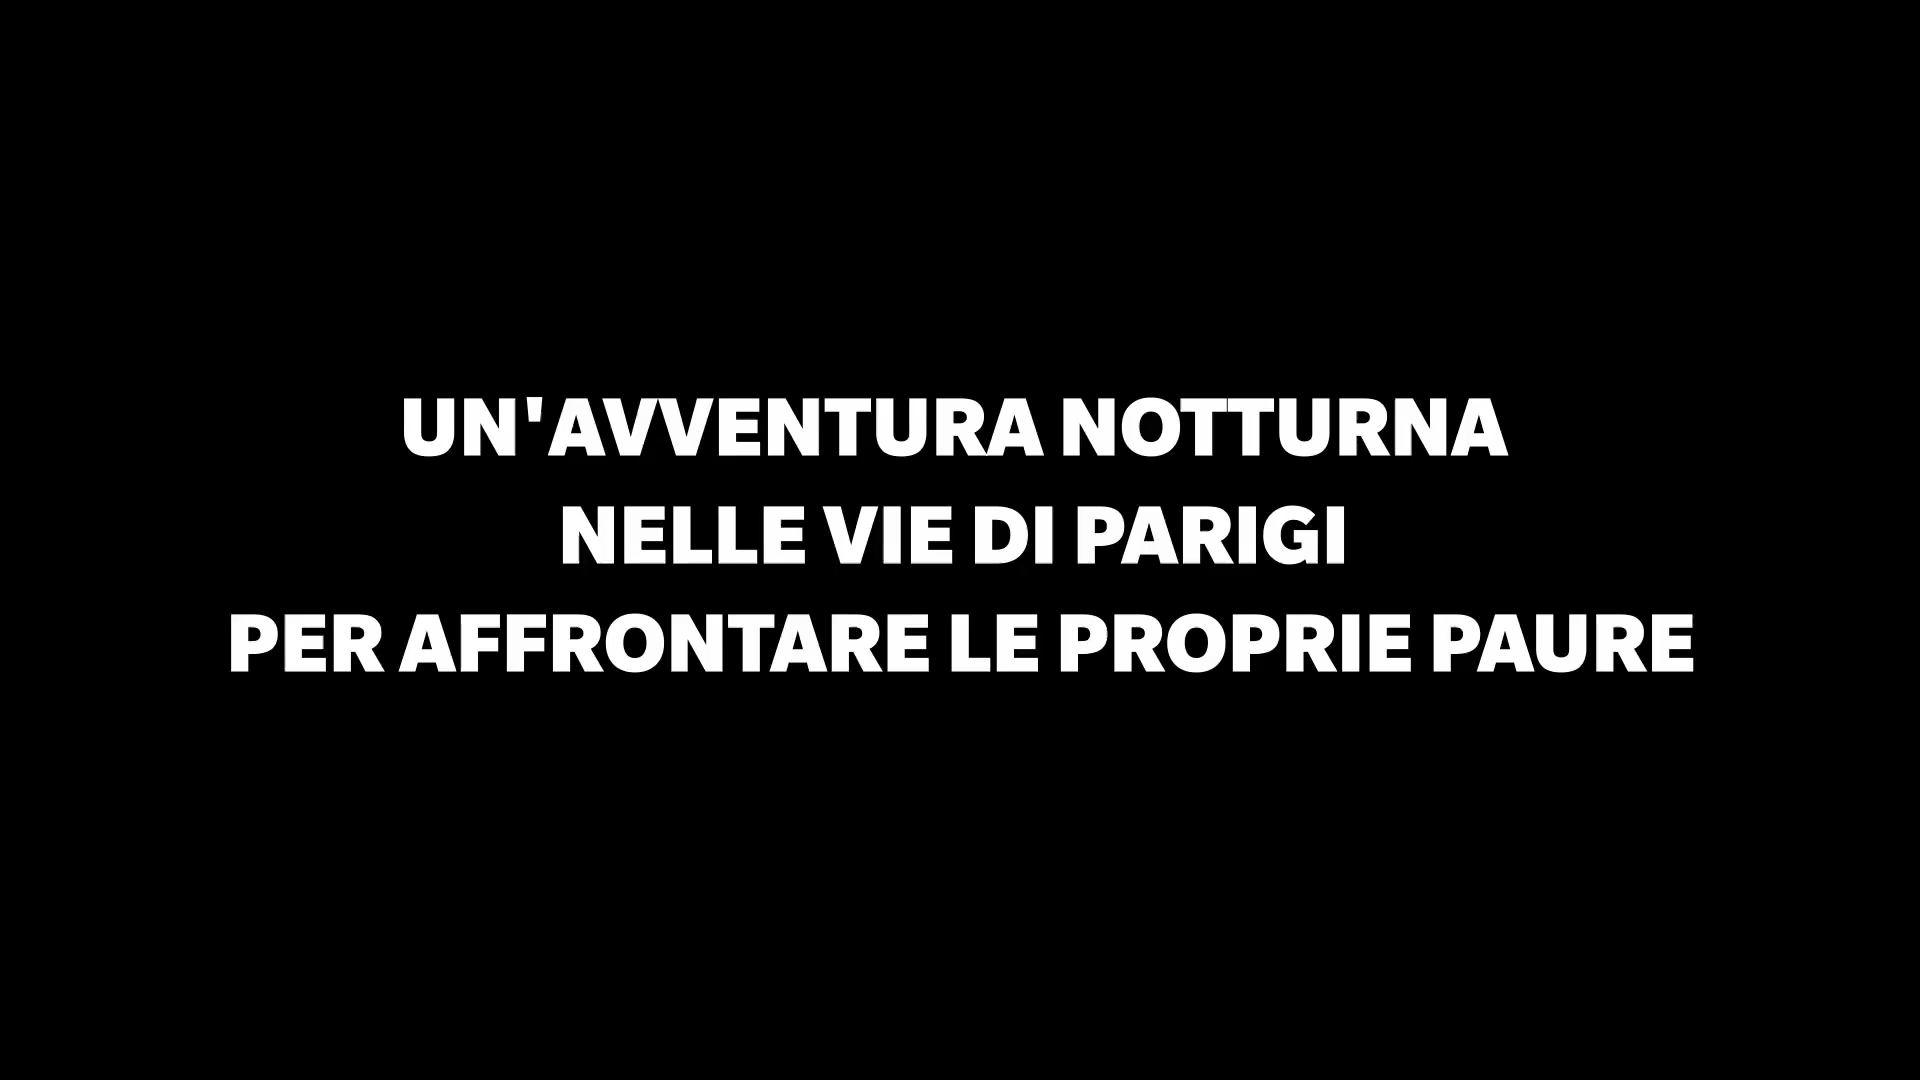 UN'AVVENTURA NOTTURNA
NELLE VIE DI PARIGI
PER AFFRONTARE LE PROPRIE PAURE